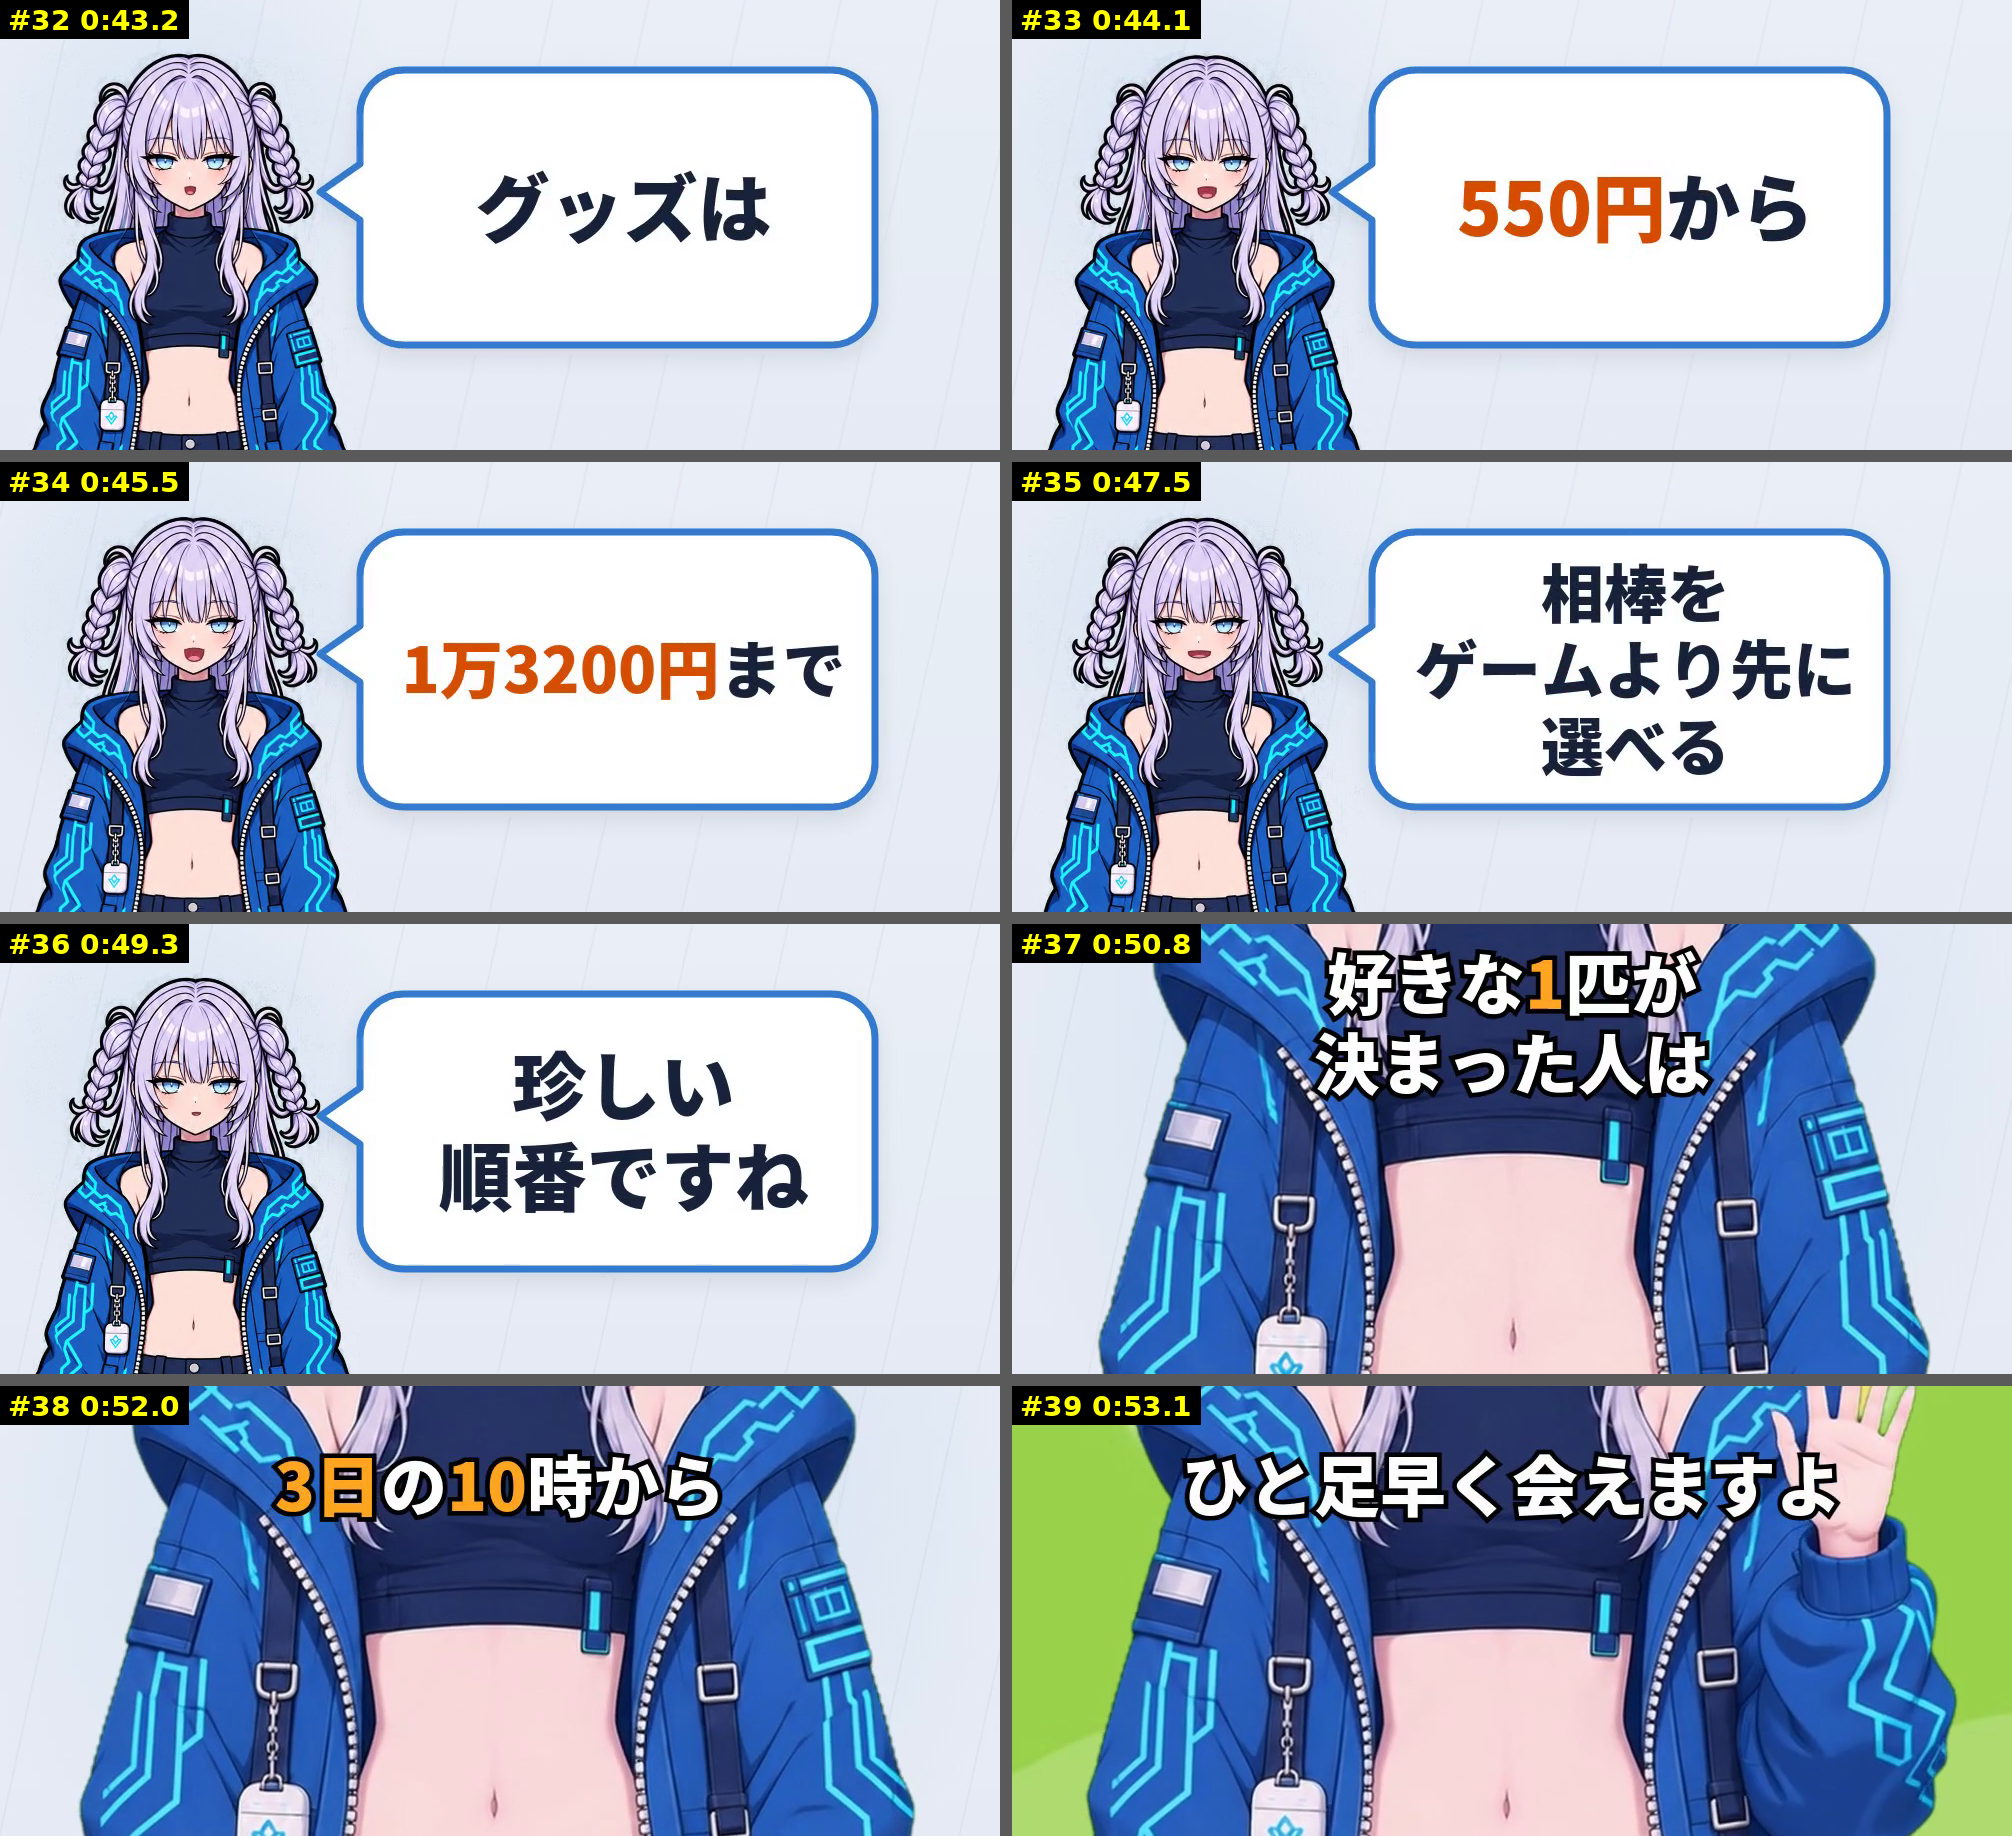 #32 0:43.2
グッズは
#33 0:44.1
550円から
#34 0:45.5
1万3200円まで
#35 0:47.5
相棒を
ゲームより先に
選べる
#36 0:49.3
珍しい
順番ですね
#37 0:50.8
好きな1匹が
決まった人は
#38 0:52.0
3日の10時から
#39 0:53.1
ひと足早く会えますよ